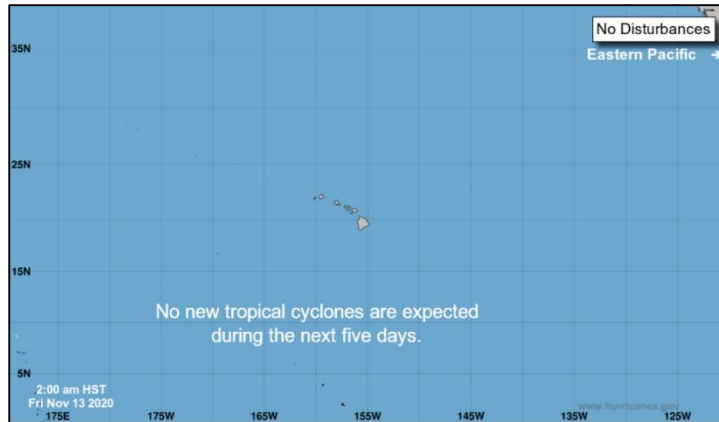 No Disturbances
35N
Eastern Pacific →
25N
15N
No new tropical cyclones are expected
during the next five days.
5N
2:00 am HST
Fri Nov 13 2020
www.hurricanes.gov
175E 175W 165W 155W 145W 135W 125W